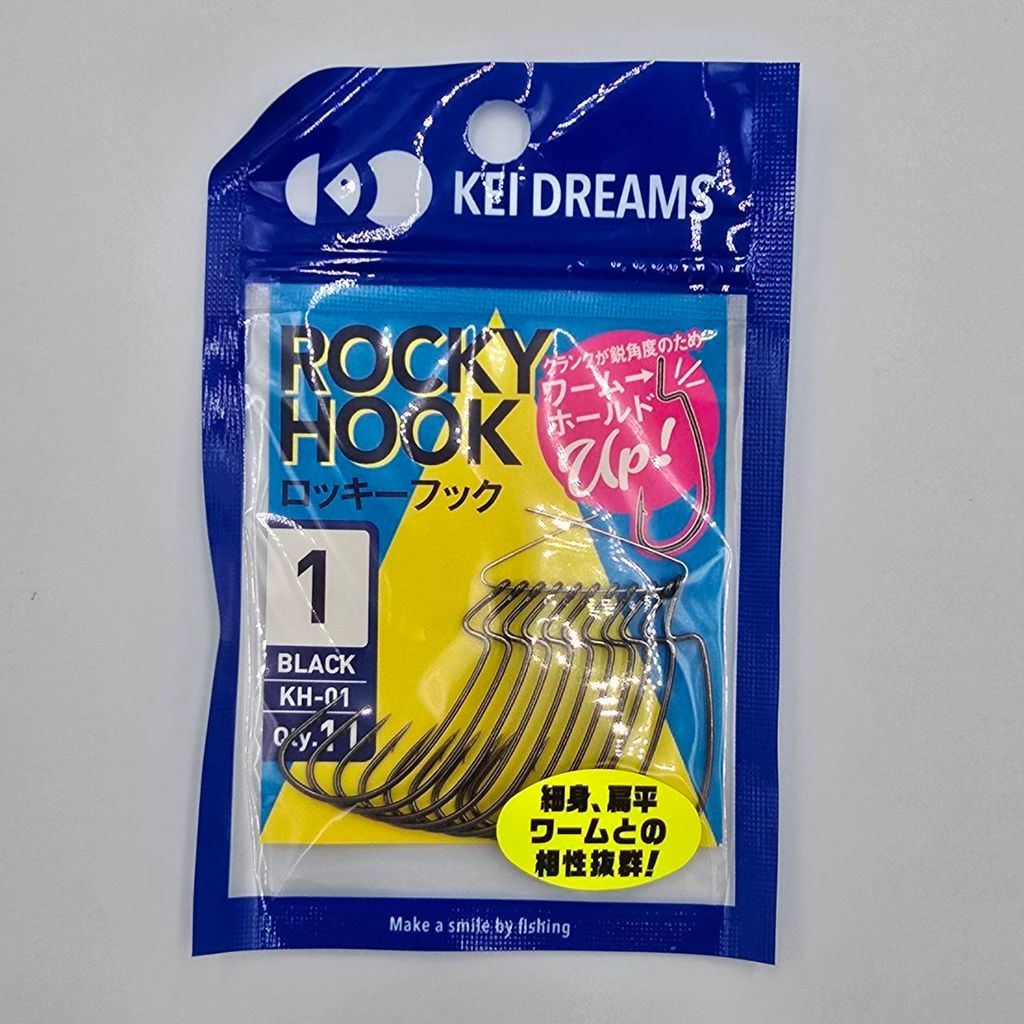 KEI DREAMS
ROCKY
HOOK
ロッキーフック
クランクが鋭角度のため
ワーム→
ホールド
Up!
1
BLACK
KH-01
Qty.11
細身、扁平
ワームとの
相性抜群!
Make a smile by fishing